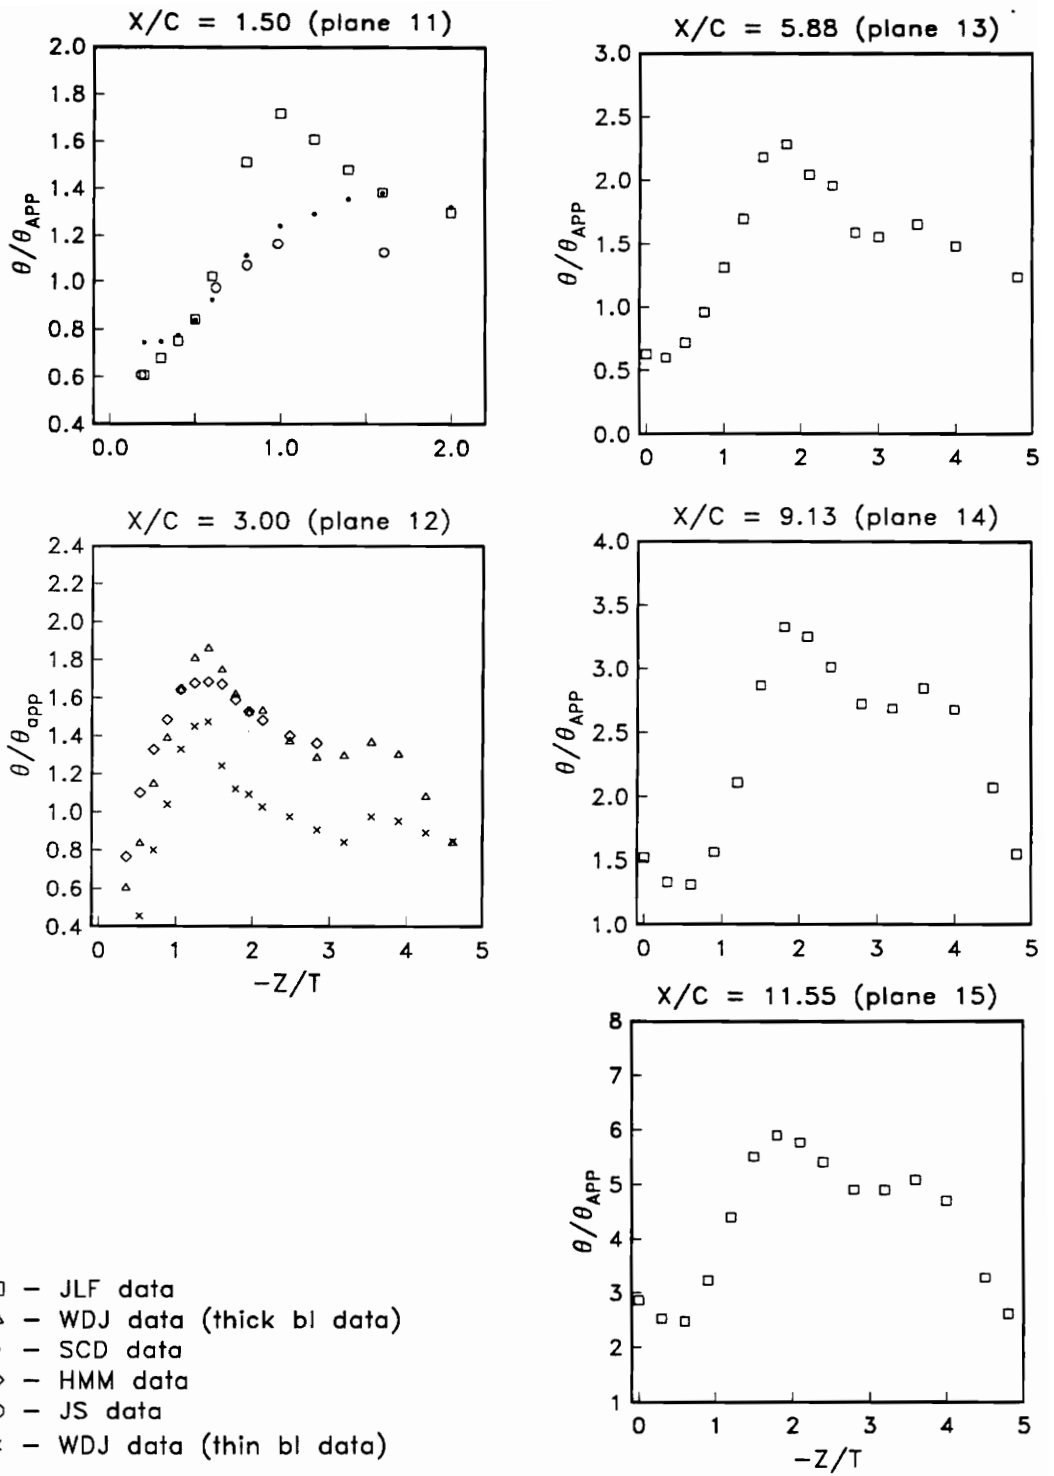 X/C = 1.50 (plane 11)
2.0
1.8
1.6
1.4
1.2
1.0
0.8
0.6
0.4
θ/θAPP
0.0 1.0 2.0
X/C = 5.88 (plane 13)
3.0
2.5
2.0
1.5
1.0
0.5
0.0
θ/θAPP
0 1 2 3 4 5
X/C = 3.00 (plane 12)
2.4
2.2
2.0
1.8
1.6
1.4
1.2
1.0
0.8
0.6
0.4
θ/θapp
0 1 2 3 4 5
-Z/T
X/C = 9.13 (plane 14)
4.0
3.5
3.0
2.5
2.0
1.5
1.0
θ/θAPP
0 1 2 3 4 5
X/C = 11.55 (plane 15)
8
7
6
5
4
3
2
1
θ/θAPP
0 1 2 3 4 5
-Z/T
— JLF data
— WDJ data (thick bl data)
— SCD data
— HMM data
— JS data
— WDJ data (thin bl data)